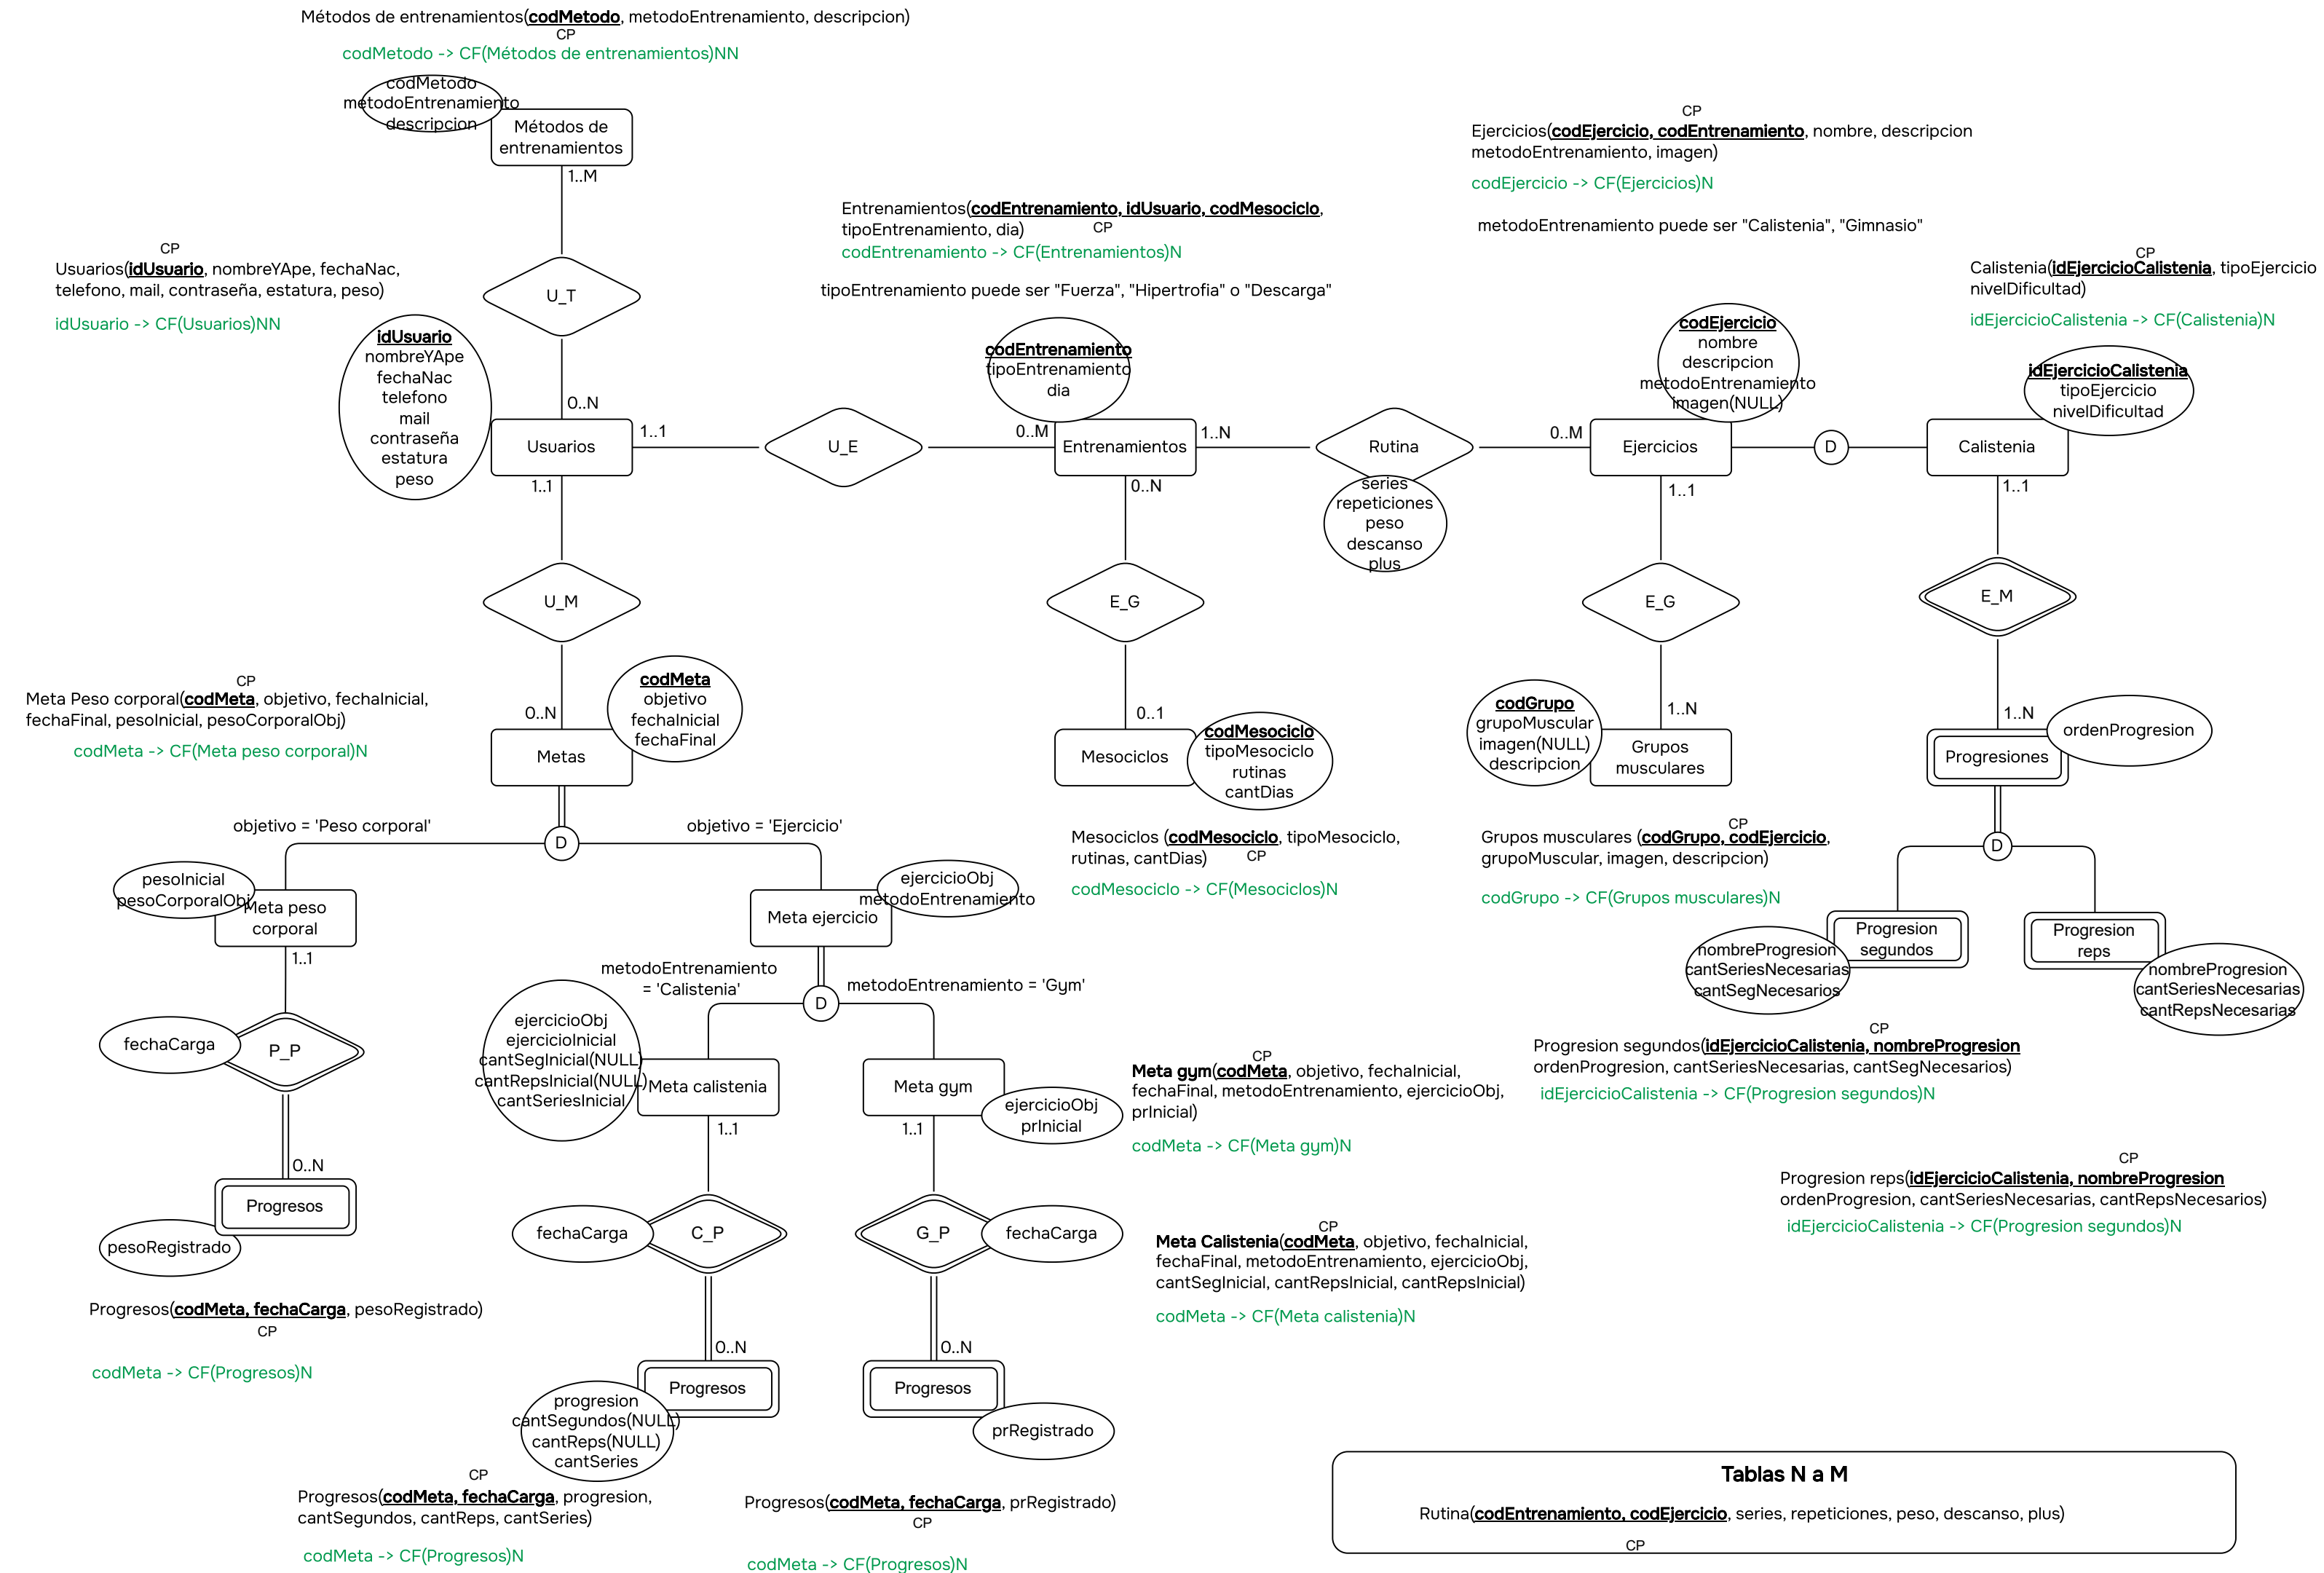 Métodos de entrenamientos(codMetodo, metodoEntrenamiento, descripcion)
CP
codMetodo -> CF(Métodos de entrenamientos)NN
codMetodo
metodoEntrenamiento
descripcion
Métodos de
entrenamientos
1..M
U_T
0..N
CP
Usuarios(idUsuario, nombreYApe, fechaNac,
telefono, mail, contraseña, estatura, peso)
idUsuario -> CF(Usuarios)NN
idUsuario
nombreYApe
fechaNac
telefono
mail
contraseña
estatura
peso
Usuarios
1..1
1..1
U_E
0..M
Entrenamientos(codEntrenamiento, idUsuario, codMesociclo,
tipoEntrenamiento, dia)
CP
codEntrenamiento -> CF(Entrenamientos)N
tipoEntrenamiento puede ser "Fuerza", "Hipertrofia" o "Descarga"
codEntrenamiento
tipoEntrenamiento
dia
Entrenamientos
1..N
0..N
Rutina
series
repeticiones
peso
descanso
plus
0..M
CP
Ejercicios(codEjercicio, codEntrenamiento, nombre, descripcion
metodoEntrenamiento, imagen)
codEjercicio -> CF(Ejercicios)N
metodoEntrenamiento puede ser "Calistenia", "Gimnasio"
codEjercicio
nombre
descripcion
metodoEntrenamiento
imagen(NULL)
Ejercicios
1..1
D
CP
Calistenia(idEjercicioCalistenia, tipoEjercicio
nivelDificultad)
idEjercicioCalistenia -> CF(Calistenia)N
idEjercicioCalistenia
tipoEjercicio
nivelDificultad
Calistenia
1..1
U_M
E_G
E_G
E_M
CP
Meta Peso corporal(codMeta, objetivo, fechaInicial,
fechaFinal, pesoInicial, pesoCorporalObj)
codMeta -> CF(Meta peso corporal)N
0..N
codMeta
objetivo
fechaInicial
fechaFinal
Metas
0..1
Mesociclos
codMesociclo
tipoMesociclo
rutinas
cantDias
Mesociclos (codMesociclo, tipoMesociclo,
rutinas, cantDias)
CP
codMesociclo -> CF(Mesociclos)N
1..N
codGrupo
grupoMuscular
imagen(NULL)
descripcion
Grupos
musculares
CP
Grupos musculares (codGrupo, codEjercicio,
grupoMuscular, imagen, descripcion)
codGrupo -> CF(Grupos musculares)N
1..N
ordenProgresion
Progresiones
D
Progresion
segundos
nombreProgresion
cantSeriesNecesarias
cantSegNecesarios
Progresion
reps
nombreProgresion
cantSeriesNecesarias
cantRepsNecesarias
CP
Progresion segundos(idEjercicioCalistenia, nombreProgresion
ordenProgresion, cantSeriesNecesarias, cantSegNecesarios)
idEjercicioCalistenia -> CF(Progresion segundos)N
CP
Progresion reps(idEjercicioCalistenia, nombreProgresion
ordenProgresion, cantSeriesNecesarias, cantRepsNecesarios)
idEjercicioCalistenia -> CF(Progresion segundos)N
objetivo = 'Peso corporal'
D
objetivo = 'Ejercicio'
pesoInicial
pesoCorporalObj
Meta peso
corporal
1..1
fechaCarga
P_P
0..N
Progresos
pesoRegistrado
Progresos(codMeta, fechaCarga, pesoRegistrado)
CP
codMeta -> CF(Progresos)N
Meta ejercicio
ejercicioObj
metodoEntrenamiento
metodoEntrenamiento
= 'Calistenia'
D
metodoEntrenamiento = 'Gym'
ejercicioObj
ejercicioInicial
cantSegInicial(NULL)
cantRepsInicial(NULL)
cantSeriesInicial
Meta calistenia
1..1
Meta gym
ejercicioObj
prInicial
1..1
CP
Meta gym(codMeta, objetivo, fechaInicial,
fechaFinal, metodoEntrenamiento, ejercicioObj,
prInicial)
codMeta -> CF(Meta gym)N
fechaCarga
C_P
G_P
fechaCarga
CP
Meta Calistenia(codMeta, objetivo, fechaInicial,
fechaFinal, metodoEntrenamiento, ejercicioObj,
cantSegInicial, cantRepsInicial, cantRepsInicial)
codMeta -> CF(Meta calistenia)N
0..N
Progresos
progresion
cantSegundos(NULL)
cantReps(NULL)
cantSeries
0..N
Progresos
prRegistrado
CP
Progresos(codMeta, fechaCarga, progresion,
cantSegundos, cantReps, cantSeries)
codMeta -> CF(Progresos)N
Progresos(codMeta, fechaCarga, prRegistrado)
CP
codMeta -> CF(Progresos)N
Tablas N a M
Rutina(codEntrenamiento, codEjercicio, series, repeticiones, peso, descanso, plus)
CP